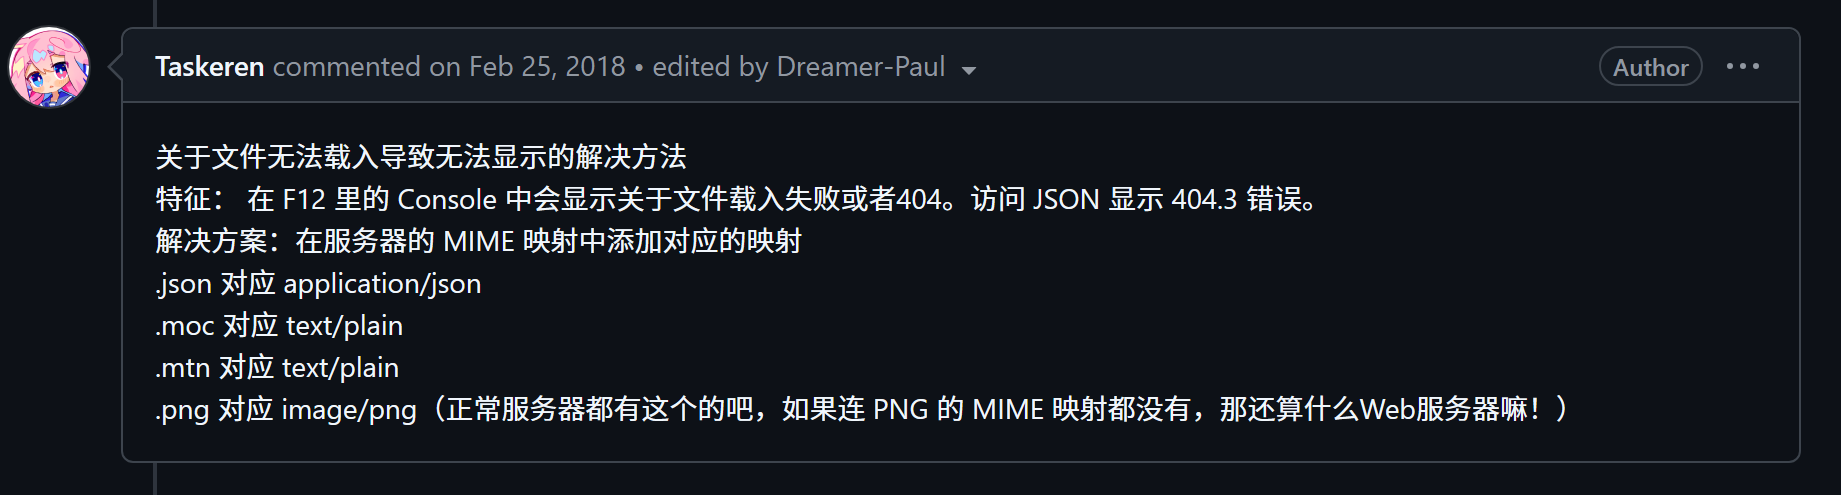 Taskeren commented on Feb 25, 2018 • edited by Dreamer-Paul
Author
关于文件无法载入导致无法显示的解决方法
特征： 在 F12 里的 Console 中会显示关于文件载入失败或者404。访问 JSON 显示 404.3 错误。
解决方案：在服务器的 MIME 映射中添加对应的映射
.json 对应 application/json
.moc 对应 text/plain
.mtn 对应 text/plain
.png 对应 image/png（正常服务器都有这个的吧，如果连 PNG 的 MIME 映射都没有，那还算什么Web服务器嘛！）